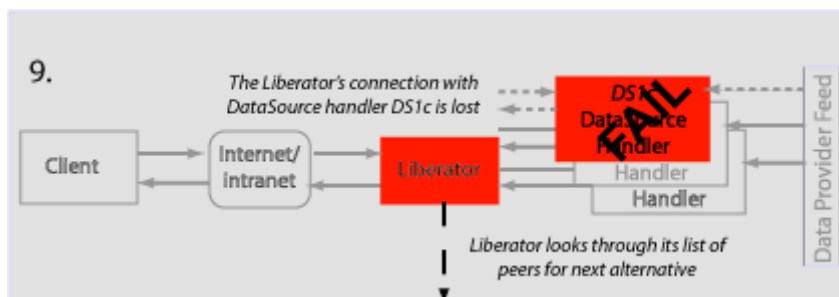 9.
The Liberator's connection with
DataSource handler DS1c is lost
DS1c
DataSource
Handler
FAIL
Handler
Handler
Client
Internet/
intranet
Liberator
Data Provider Feed
Liberator looks through its list of
peers for next alternative